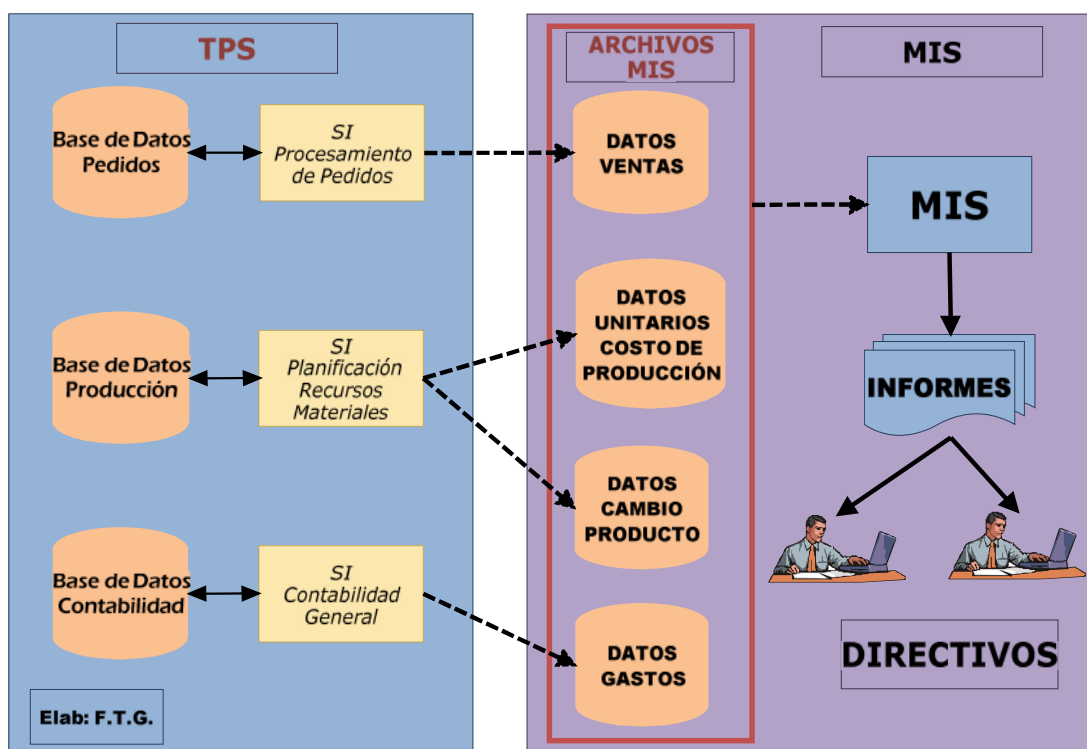 TPS
Base de Datos
Pedidos
SI
Procesamiento
de Pedidos
Base de Datos
Producción
SI
Planificación
Recursos
Materiales
Base de Datos
Contabilidad
SI
Contabilidad
General
Elab: F.T.G.
ARCHIVOS
MIS
DATOS
VENTAS
DATOS
UNITARIOS
COSTO DE
PRODUCCIÓN
DATOS
CAMBIO
PRODUCTO
DATOS
GASTOS
MIS
MIS
INFORMES
DIRECTIVOS